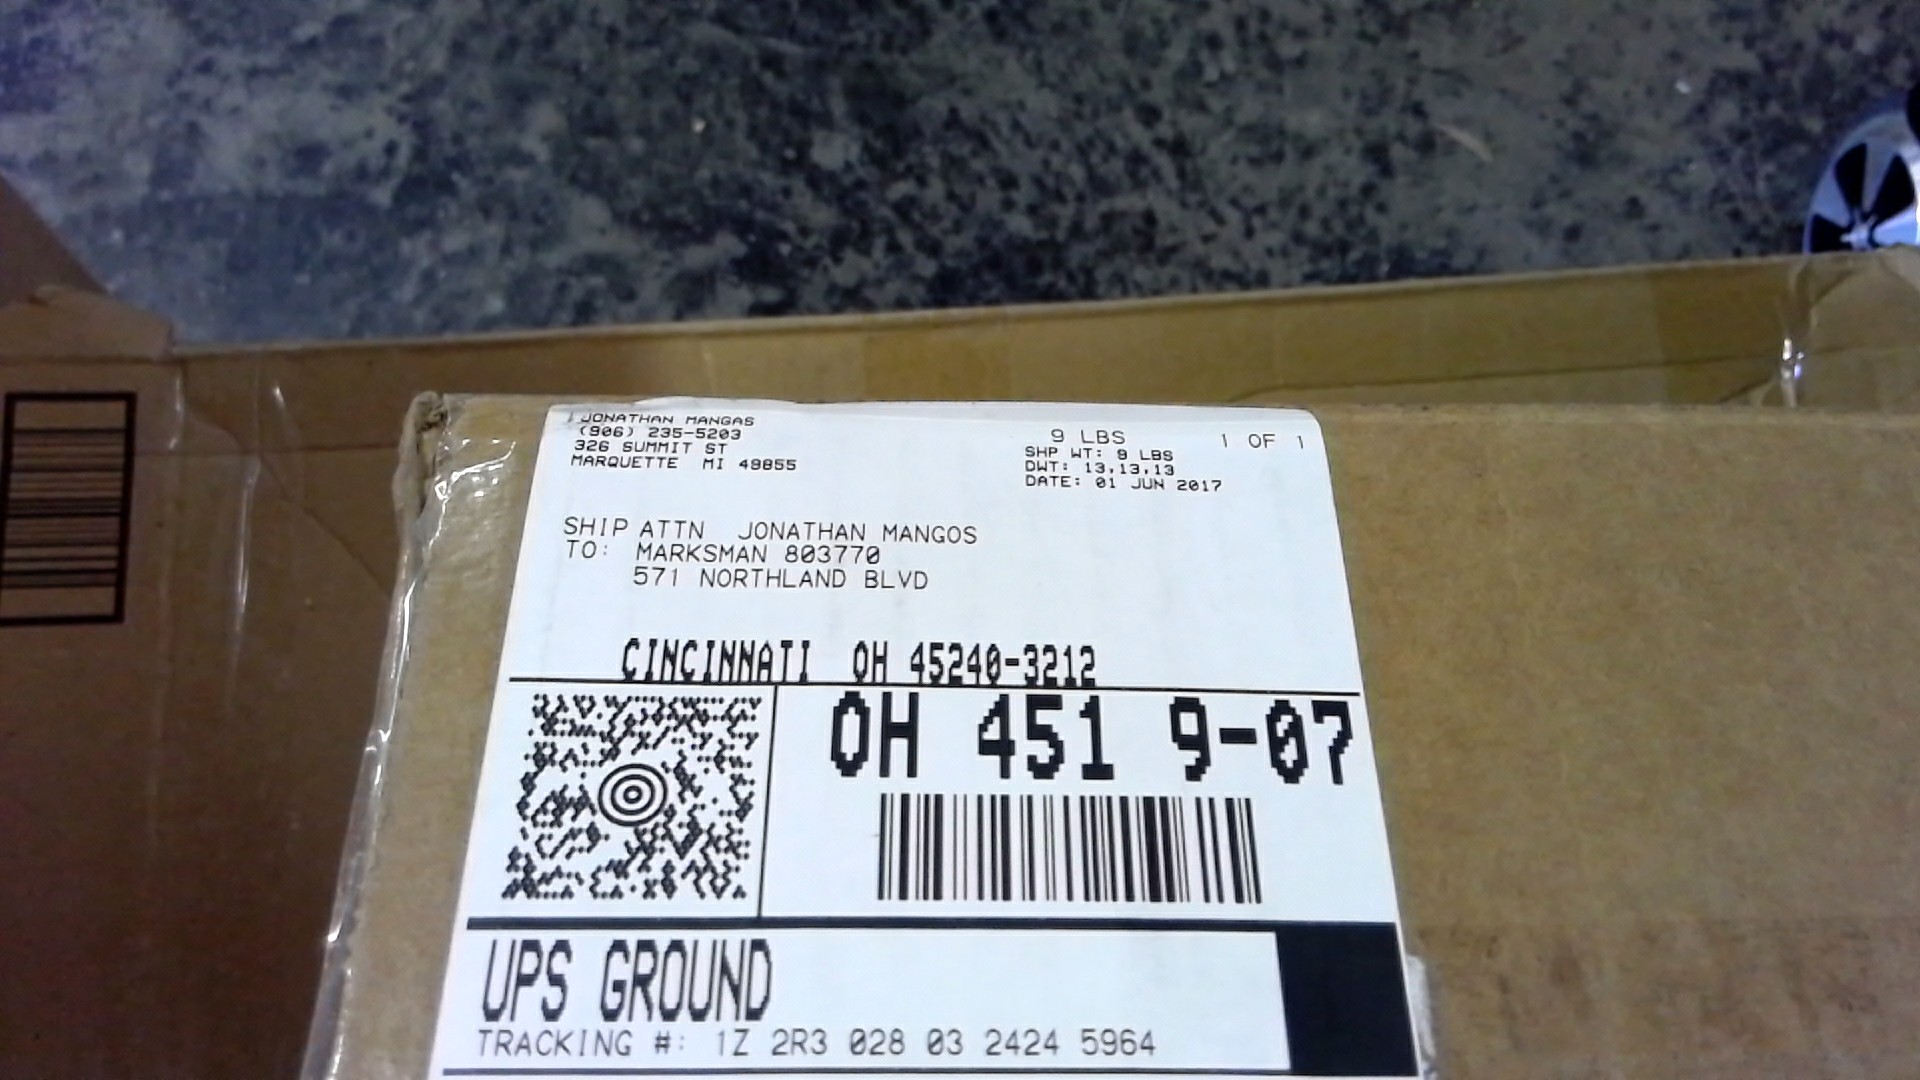 JONATHAN MANGAS
(906) 235-5203
326 SUMMIT ST
MARQUETTE MI 49855
9 LBS 1 OF 1
SHP WT: 9 LBS
DWT: 13,13,13
DATE: 01 JUN 2017
SHIP ATTN JONATHAN MANGOS
TO: MARKSMAN 803770
571 NORTHLAND BLVD
CINCINNATI OH 45240-3212
OH 451 9-07
UPS GROUND
TRACKING #: 1Z 2R3 028 03 2424 5964